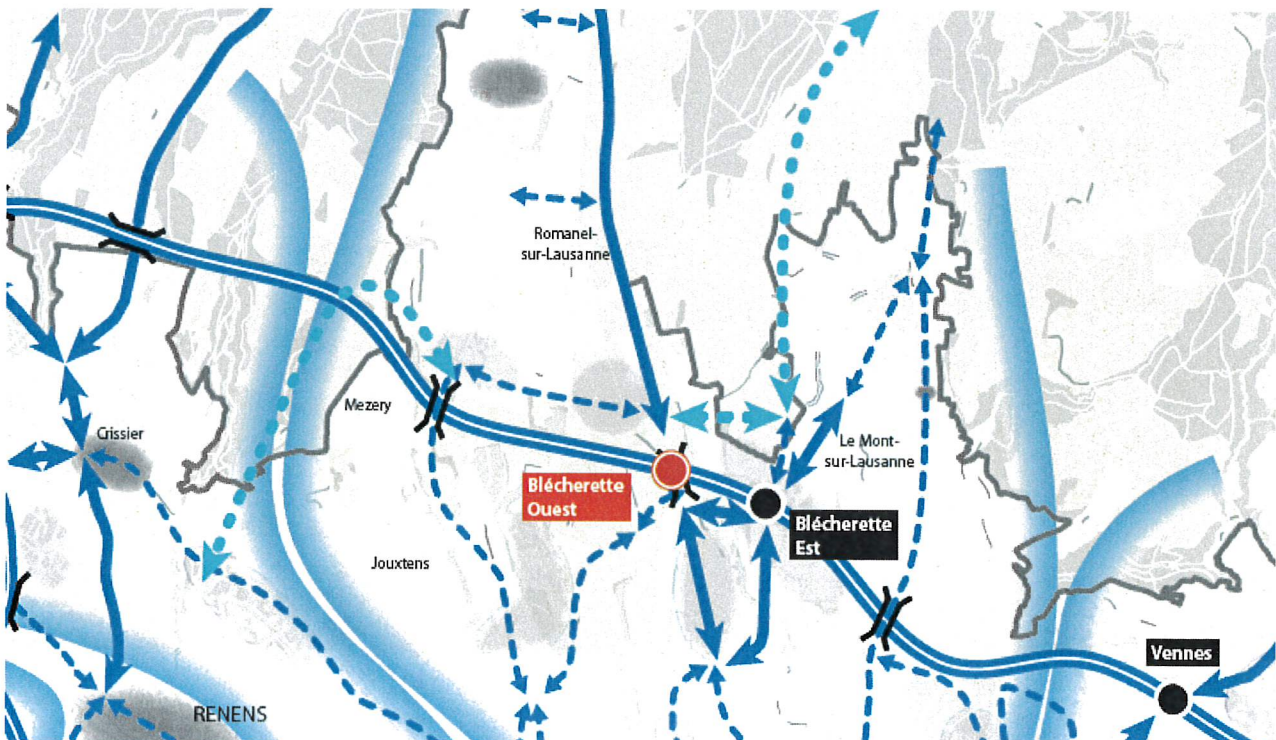 Romanel-
sur-Lausanne
Mezery
Crissier
Le Mont-
sur-Lausanne
Blécherette
Ouest
Blécherette
Est
Jouxtens
Vennes
RENENS